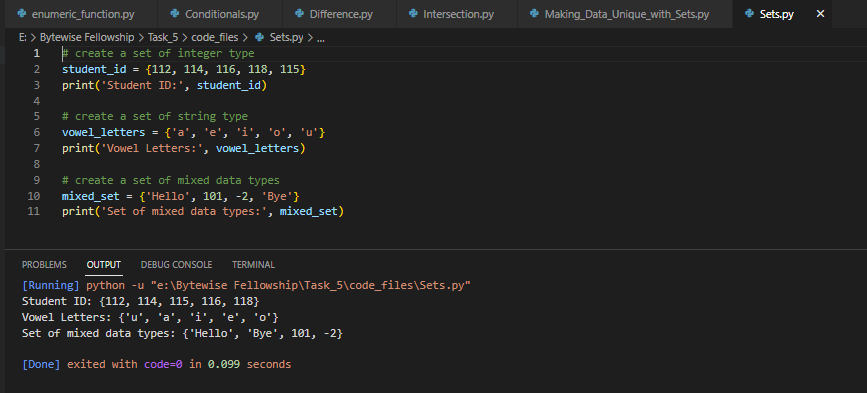 enumeric_function.py Conditionals.py Difference.py Intersection.py Making_Data_Unique_with_Sets.py Sets.py ×
E: > Bytewise Fellowship > Task_5 > code_files > Sets.py > ...
1 # create a set of integer type
2 student_id = {112, 114, 116, 118, 115}
3 print('Student ID:', student_id)
4
5 # create a set of string type
6 vowel_letters = {'a', 'e', 'i', 'o', 'u'}
7 print('Vowel Letters:', vowel_letters)
8
9 # create a set of mixed data types
10 mixed_set = {'Hello', 101, -2, 'Bye'}
11 print('Set of mixed data types:', mixed_set)
PROBLEMS OUTPUT DEBUG CONSOLE TERMINAL
[Running] python -u "e:\Bytewise Fellowship\Task_5\code_files\Sets.py"
Student ID: {112, 114, 115, 116, 118}
Vowel Letters: {'u', 'a', 'i', 'e', 'o'}
Set of mixed data types: {'Hello', 'Bye', 101, -2}
[Done] exited with code=0 in 0.099 seconds